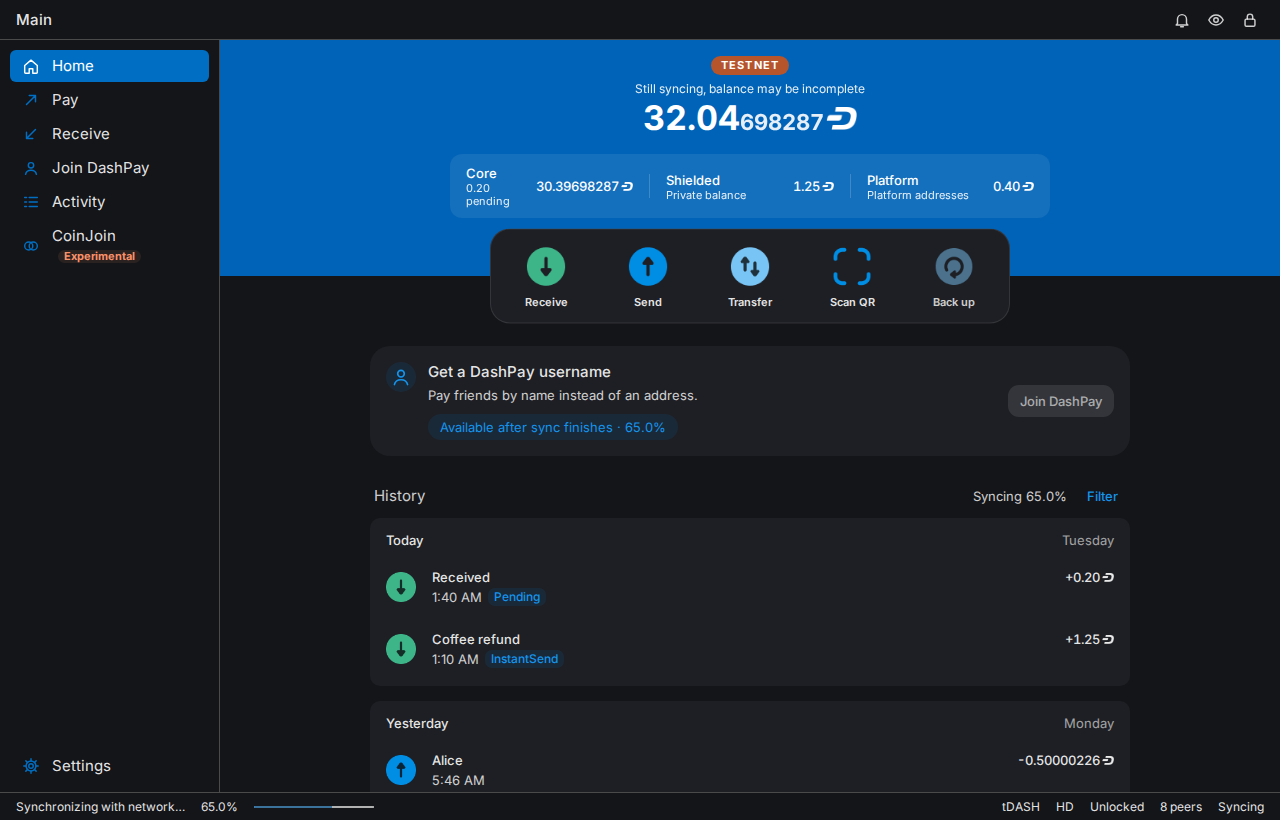 Main
Home
Pay
Receive
Join DashPay
Activity
CoinJoin
Experimental
Settings
TESTNET
Still syncing, balance may be incomplete
32.04698287
Core
0.20
pending
30.39698287
Shielded
Private balance
1.25
Platform
Platform addresses
0.40
Receive
Send
Transfer
Scan QR
Back up
Get a DashPay username
Pay friends by name instead of an address.
Available after sync finishes · 65.0%
Join DashPay
History
Syncing 65.0%
Filter
Today
Tuesday
Received
+0.20
1:40 AM Pending
Coffee refund
+1.25
1:10 AM InstantSend
Yesterday
Monday
Alice
-0.50000226
5:46 AM
Synchronizing with network... 65.0%
tDASH HD Unlocked 8 peers Syncing